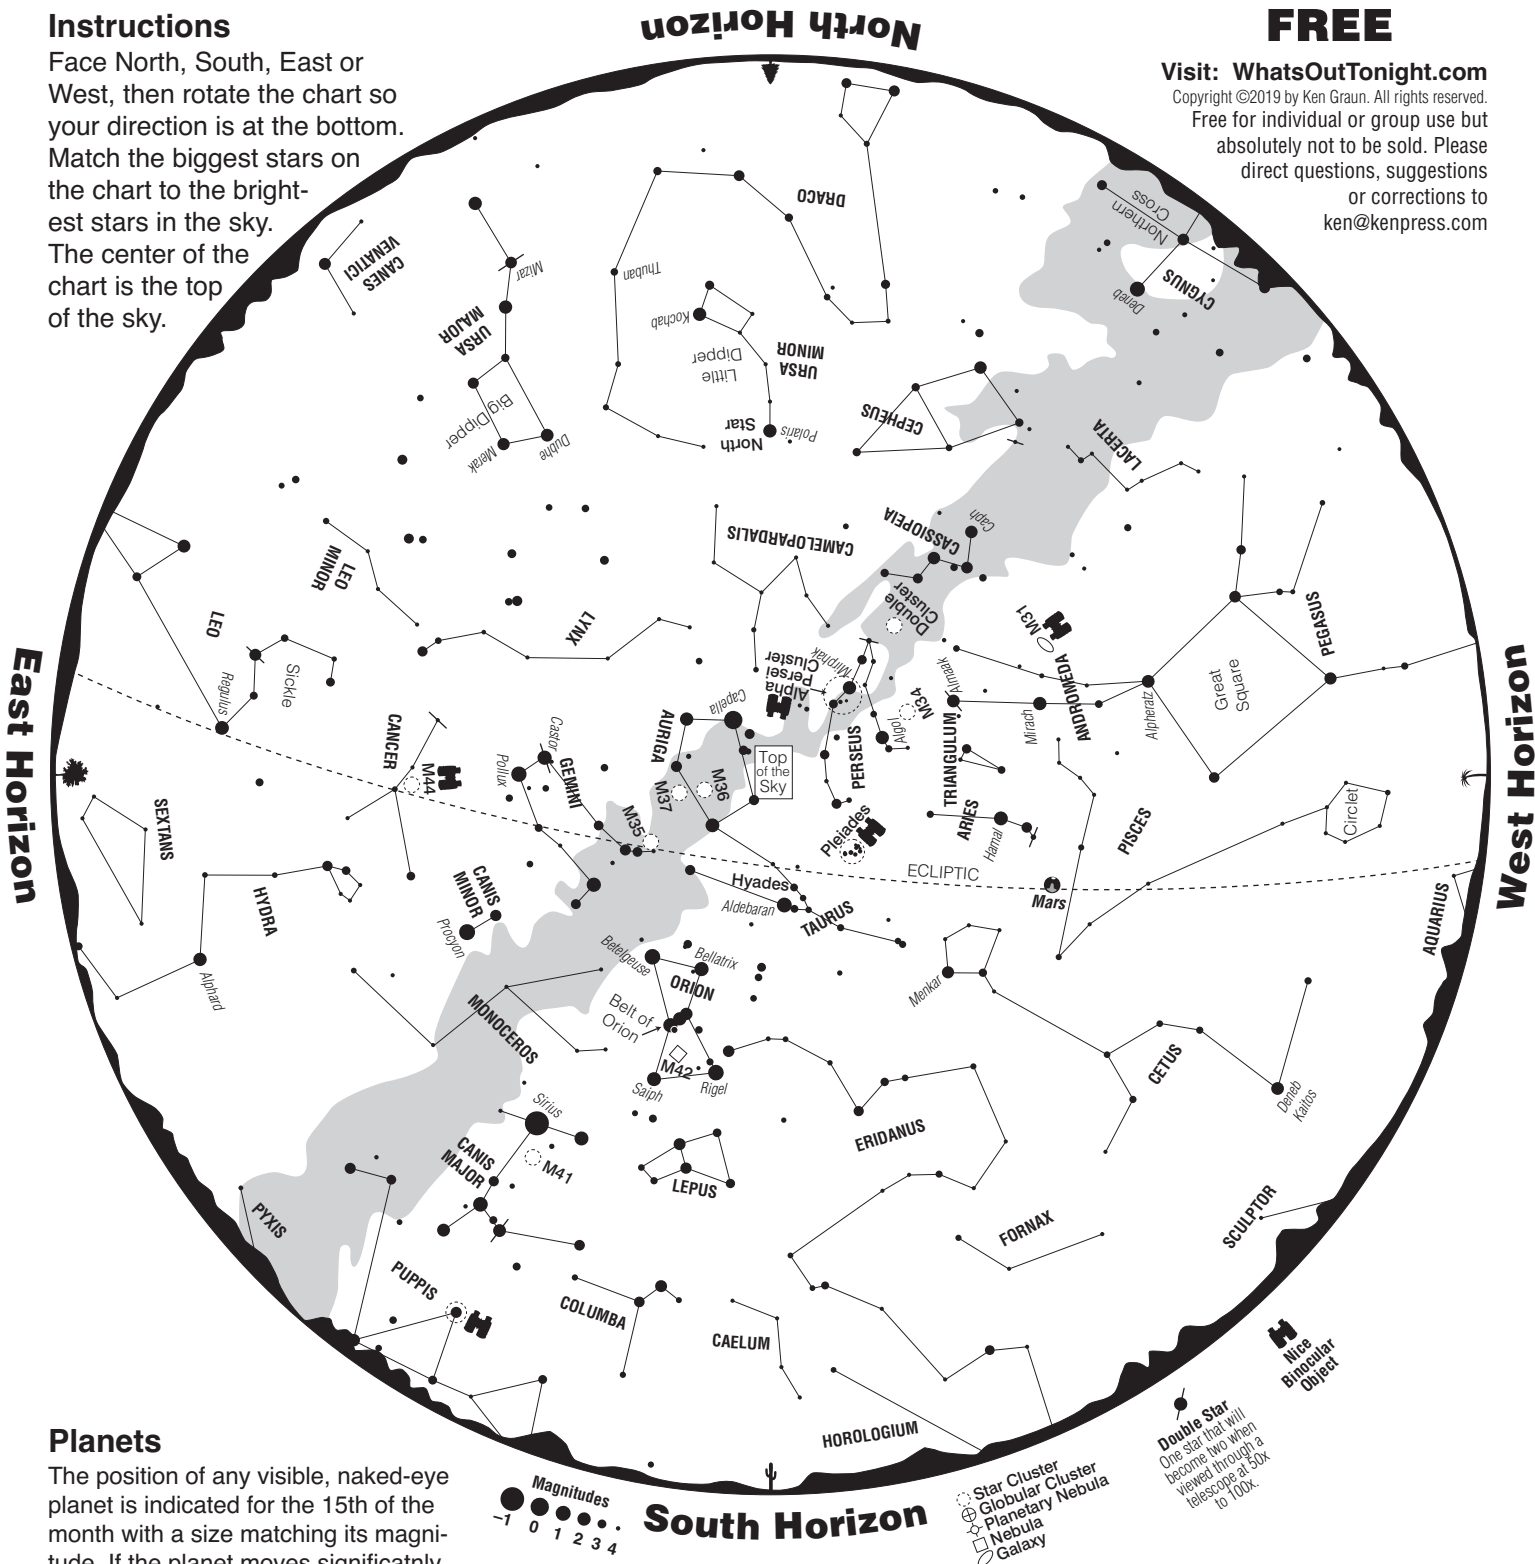 Instructions
Face North, South, East or
West, then rotate the chart so
your direction is at the bottom.
Match the biggest stars on
the chart to the bright-
est stars in the sky.
The center of the
chart is the top
of the sky.
North Horizon
FREE
Visit: WhatsOutTonight.com
Copyright ©2019 by Ken Graun. All rights reserved.
Free for individual or group use but
absolutely not to be sold. Please
direct questions, suggestions
or corrections to
ken@kenpress.com
CANES
VENATICI
URSA
MAJOR
Mizar
Big Dipper
Merak
Dubhe
Thuban
DRACO
Kochab
Little
Dipper
URSA
MINOR
North
Star
Polaris
CEPHEUS
Northern
Cross
CYGNUS
Deneb
LACERTA
CASSIOPEIA
Caph
CAMELOPARDALIS
Double
Cluster
M31
LEO
MINOR
LEO
Regulus
Sickle
LYNX
East Horizon
CANCER
M44
Pollux
Castor
GEMINI
AURIGA
Capella
M37
M36
M35
Top
of the
Sky
Alpha
Persei
Cluster
Mirphak
PERSEUS
Algol
M34
Almaak
TRIANGULUM
Mirach
ANDROMEDA
Alpheratz
Great
Square
PEGASUS
West Horizon
SEXTANS
HYDRA
Alphard
CANIS
MINOR
Procyon
Pleiades
Hyades
Aldebaran
TAURUS
ECLIPTIC
ARIES
Hamal
Mars
PISCES
Circlet
AQUARIUS
Betelgeuse
Bellatrix
ORION
Belt of
Orion
M42
Saiph
Rigel
MONOCEROS
Menkar
CETUS
Deneb
Kaitos
Sirius
CANIS
MAJOR
M41
LEPUS
ERIDANUS
FORNAX
SCULPTOR
PYXIS
PUPPIS
COLUMBA
CAELUM
HOROLOGIUM
South Horizon
Planets
The position of any visible, naked-eye
planet is indicated for the 15th of the
month with a size matching its magni-
tude. If the planet moves significatnly
Magnitudes
–1 0 1 2 3 4
Star Cluster
Globular Cluster
Planetary Nebula
Nebula
Galaxy
Double Star
One star that will
become two when
viewed through a
telescope at 50x
to 100x.
Nice
Binocular
Object